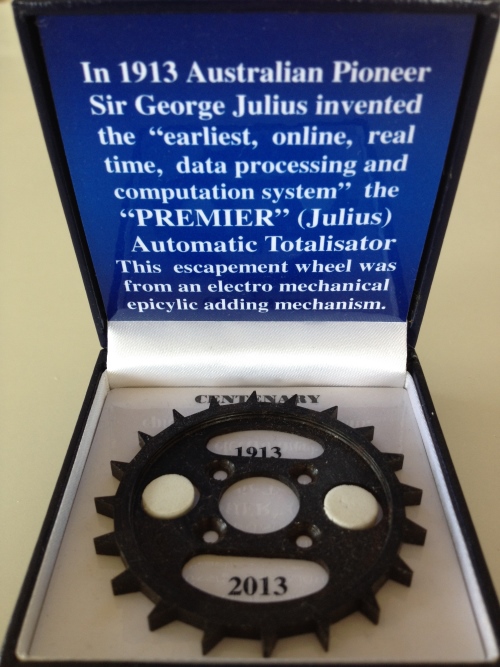 In 1913 Australian Pioneer
Sir George Julius invented
the “earliest, online, real
time, data processing and
computation system” the
“PREMIER” (Julius)
Automatic Totalisator
This escapement wheel was
from an electro mechanical
epicylic adding mechanism.
CENTENARY
1913
2013